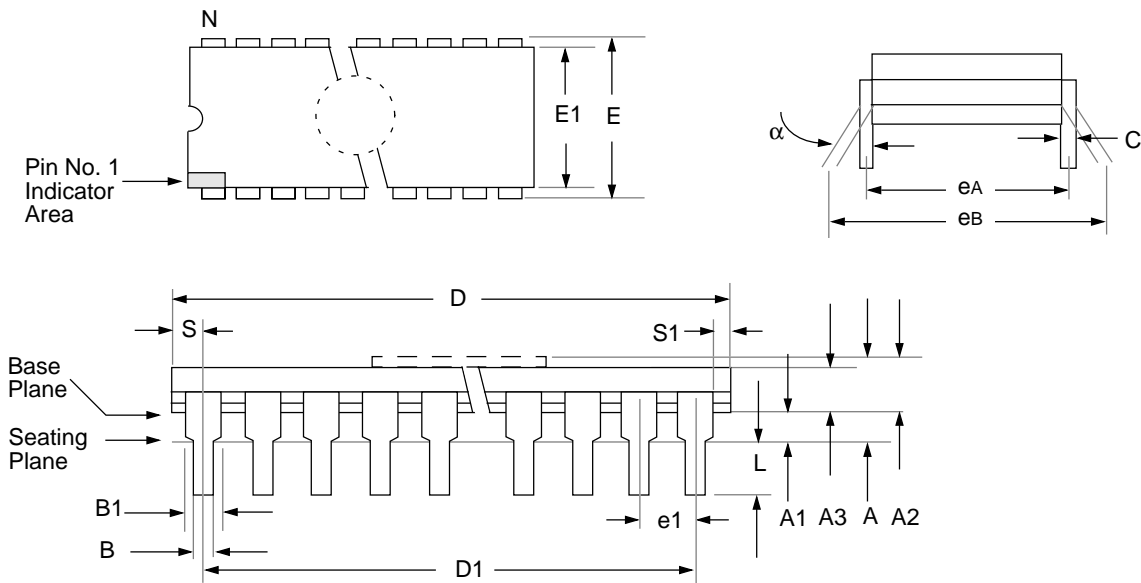 N
E1
E
α
C
eA
eB
Pin No. 1
Indicator
Area
D
S
S1
Base
Plane
Seating
Plane
L
B1
e1
A1
A3
A
A2
B
D1